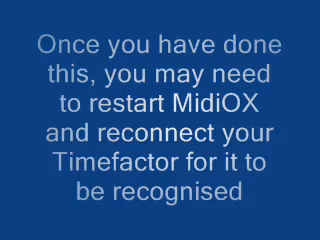 Once you have done
this, you may need
to restart MidiOX
and reconnect your
Timefactor for it to
be recognised